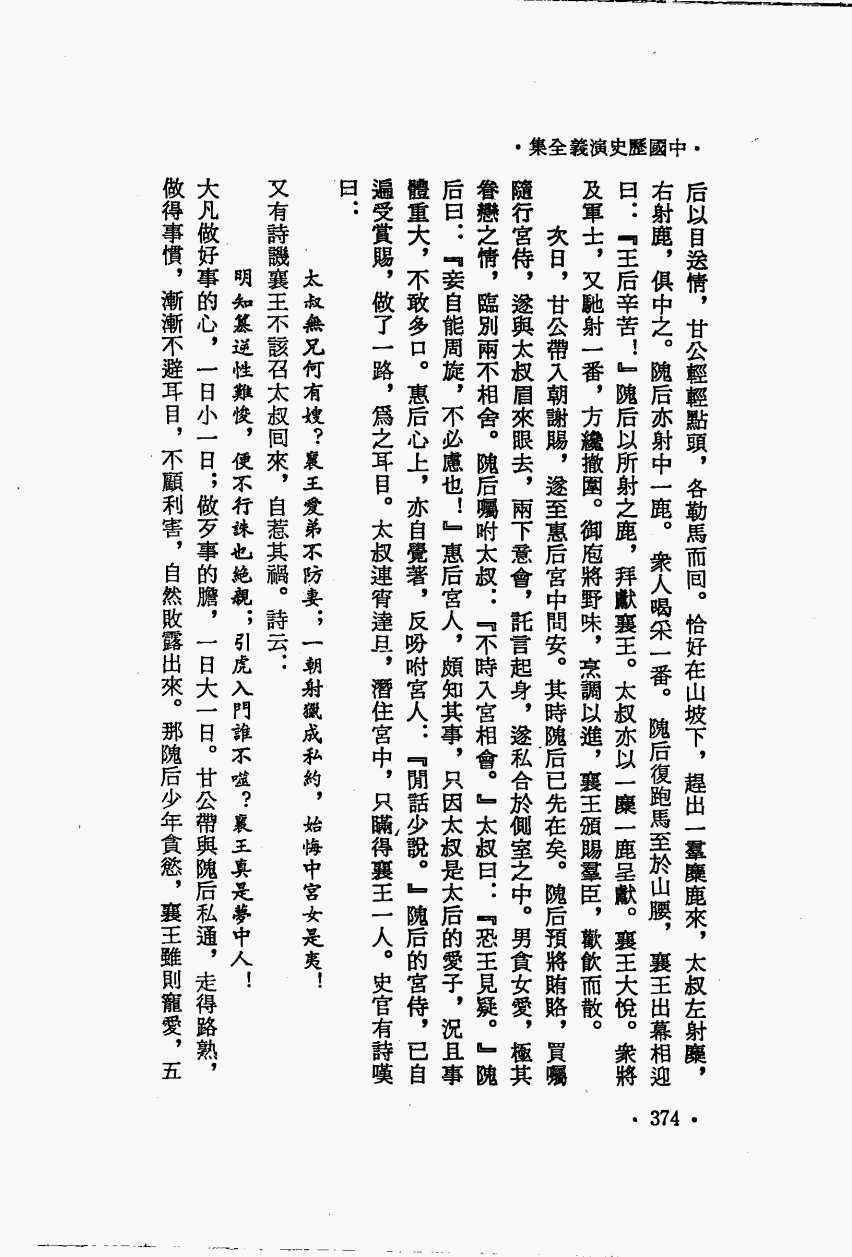 ·中國歷史演義全集·
后以目送情，甘公輕輕點頭，各勒馬而囘。恰好在山坡下，趕出一羣麋鹿來，太叔左射麋，
右射鹿，俱中之。隗后亦射中一鹿。衆人喝采一番。隗后復跑馬至於山腰，襄王出幕相迎
曰：『王后辛苦！』隗后以所射之鹿，拜獻襄王。太叔亦以一麋一鹿呈獻。襄王大悅。衆將
及軍士，又馳射一番，方纔撤圍。御庖將野味，烹調以進，襄王頒賜羣臣，歡飲而散。
次日，甘公帶入朝謝賜，遂至惠后宮中問安。其時隗后已先在矣。隗后預將賄賂，買囑
隨行宮侍，遂與太叔眉來眼去，兩下意會，託言起身，遂私合於側室之中。男貪女愛，極其
眷戀之情，臨別兩不相舍。隗后囑咐太叔：『不時入宮相會。』太叔曰：『恐王見疑。』隗
后曰：『妾自能周旋，不必慮也！』惠后宮人，頗知其事，只因太叔是太后的愛子，況且事
體重大，不敢多口。惠后心上，亦自覺著，反吩咐宮人：『閒話少說。』隗后的宮侍，已自
遍受賞賜，做了一路，爲之耳目。太叔連宵達旦，潛住宮中，只瞞得襄王一人。史官有詩嘆
曰：
太叔無兄何有嫂？襄王愛弟不防妻；一朝射獵成私約，始悔中宮女是夷！
又有詩譏襄王不該召太叔囘來，自惹其禍。詩云：
明知篡逆性難悛，便不行誅也絶親；引虎入門誰不噬？襄王真是夢中人！
大凡做好事的心，一日小一日；做歹事的膽，一日大一日。甘公帶與隗后私通，走得路熟，
做得事慣，漸漸不避耳目，不顧利害，自然敗露出來。那隗后少年貪慾，襄王雖則寵愛，五
·374·